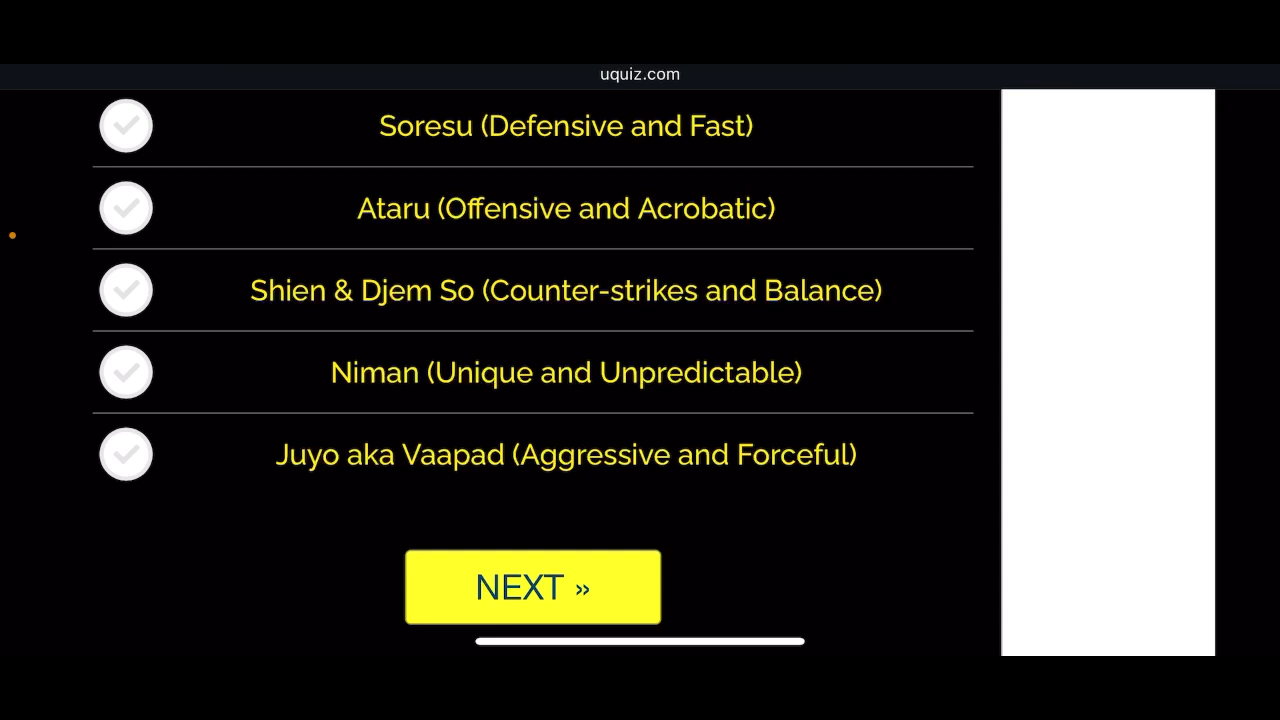 uquiz.com
Soresu (Defensive and Fast)
Ataru (Offensive and Acrobatic)
Shien & Djem So (Counter-strikes and Balance)
Niman (Unique and Unpredictable)
Juyo aka Vaapad (Aggressive and Forceful)
NEXT »